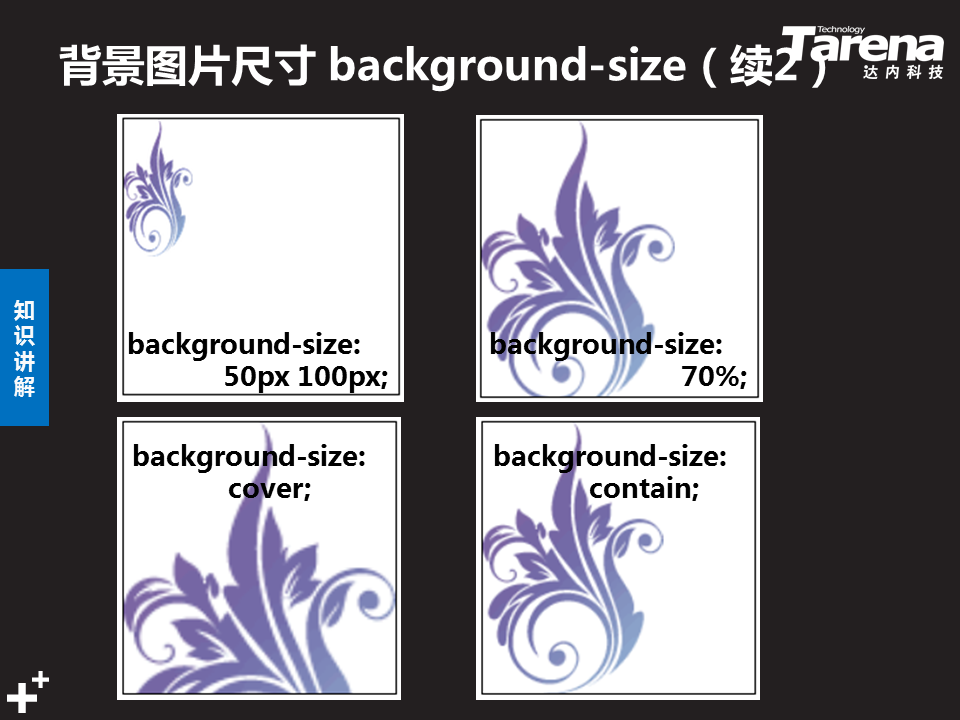 背景图片尺寸 background-size（续2）
Technology
Tarena
达内科技
background-size:
50px 100px;
background-size:
70%;
知
识
讲
解
background-size:
cover;
background-size:
contain;